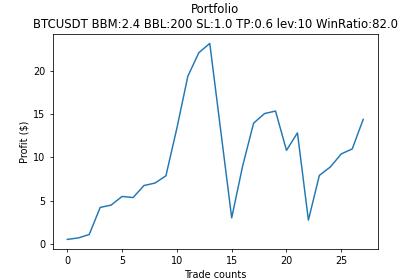 Portfolio
BTCUSDT BBM:2.4 BBL:200 SL:1.0 TP:0.6 lev:10 WinRatio:82.0
20
15
10
5
0
Profit ($)
0 5 10 15 20 25
Trade counts